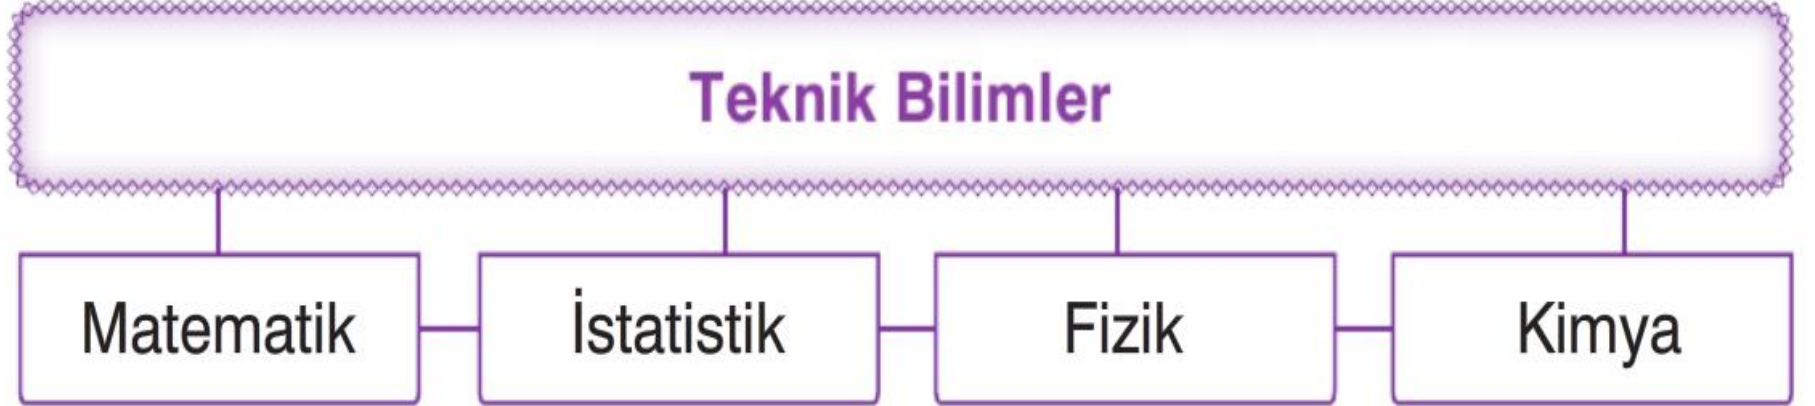 Teknik Bilimler
Matematik
İstatistik
Fizik
Kimya